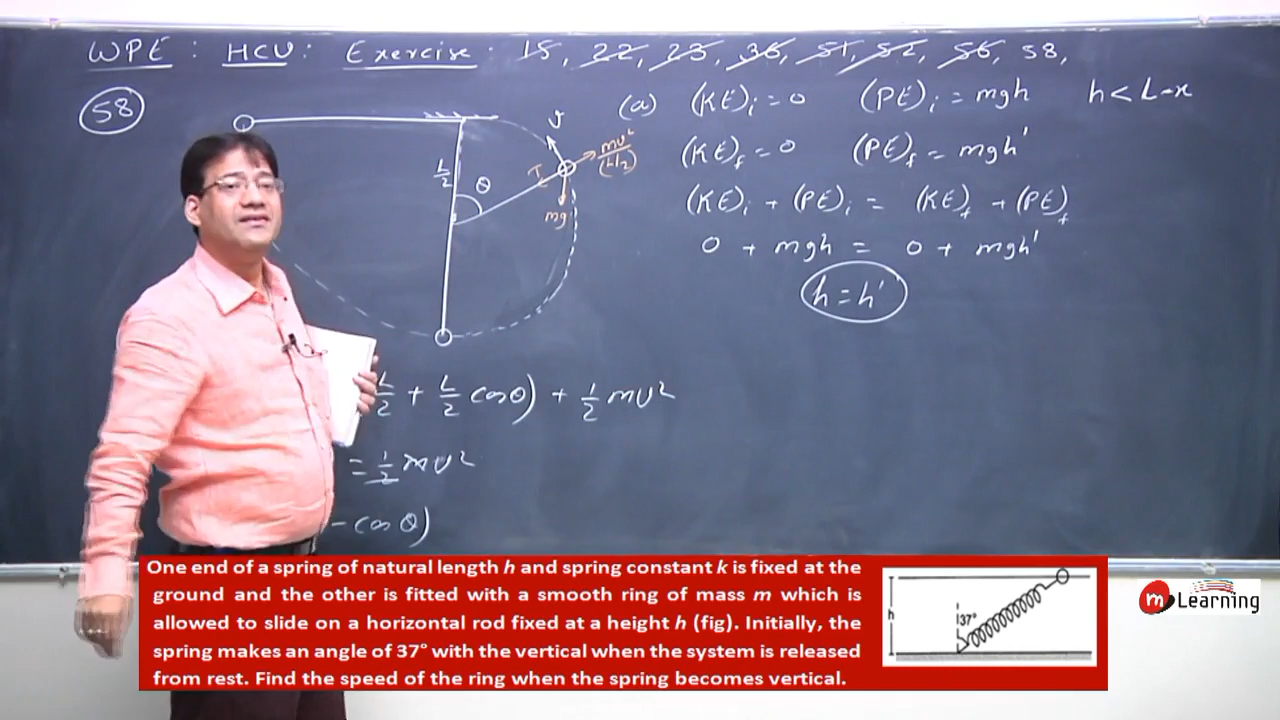 WPE : HCV : Exercise : 15, 22, 23, 36, 51, 52, 56, 58,
58
(a) (KE)i = 0 (PE)i = mgh h < L-x
(KE)f = 0 (PE)f = mgh'
(KE)i + (PE)i = (KE)f + (PE)f
0 + mgh = 0 + mgh'
h = h'
L/2
θ
v
T
mv²/(L/2)
mg
L/2 + L/2 cosθ) + 1/2 mv²
= 1/2 mv²
- cosθ)
One end of a spring of natural length h and spring constant k is fixed at the
ground and the other is fitted with a smooth ring of mass m which is
allowed to slide on a horizontal rod fixed at a height h (fig). Initially, the
spring makes an angle of 37° with the vertical when the system is released
from rest. Find the speed of the ring when the spring becomes vertical.
h
37°
m Learning